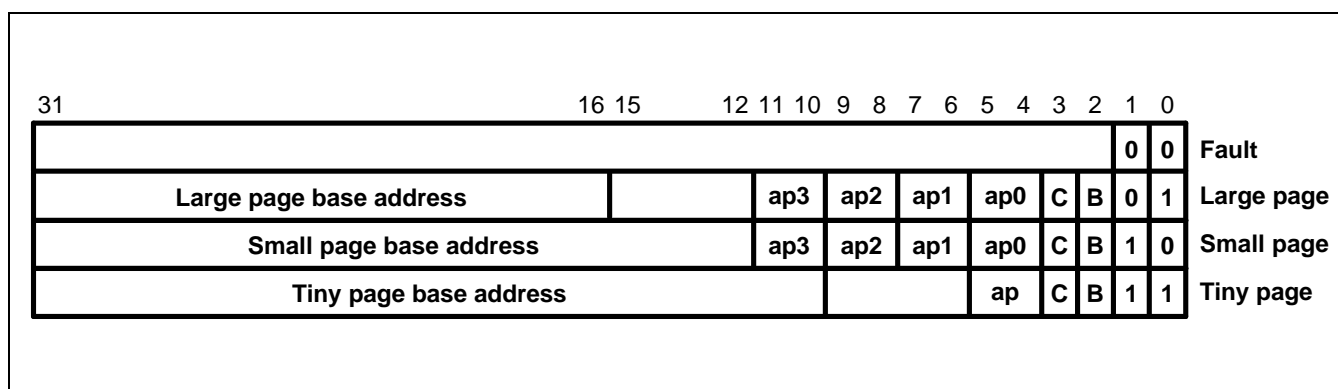 31 16 15 12 11 10 9 8 7 6 5 4 3 2 1 0
0 0 Fault
Large page base address ap3 ap2 ap1 ap0 C B 0 1 Large page
Small page base address ap3 ap2 ap1 ap0 C B 1 0 Small page
Tiny page base address ap C B 1 1 Tiny page